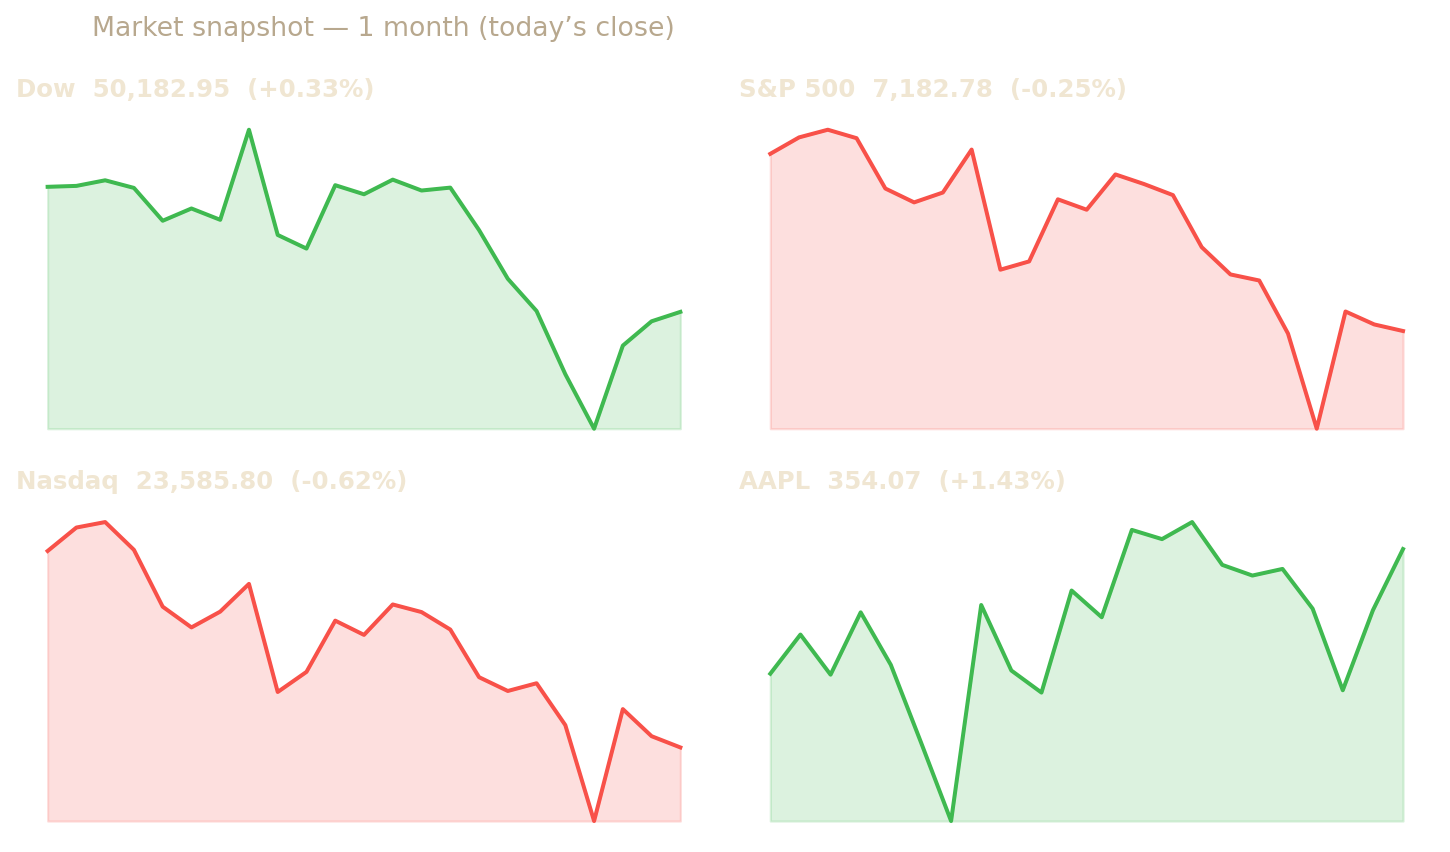 Market snapshot — 1 month (today’s close)
Dow 50,182.95 (+0.33%)
S&P 500 7,182.78 (-0.25%)
Nasdaq 23,585.80 (-0.62%)
AAPL 354.07 (+1.43%)